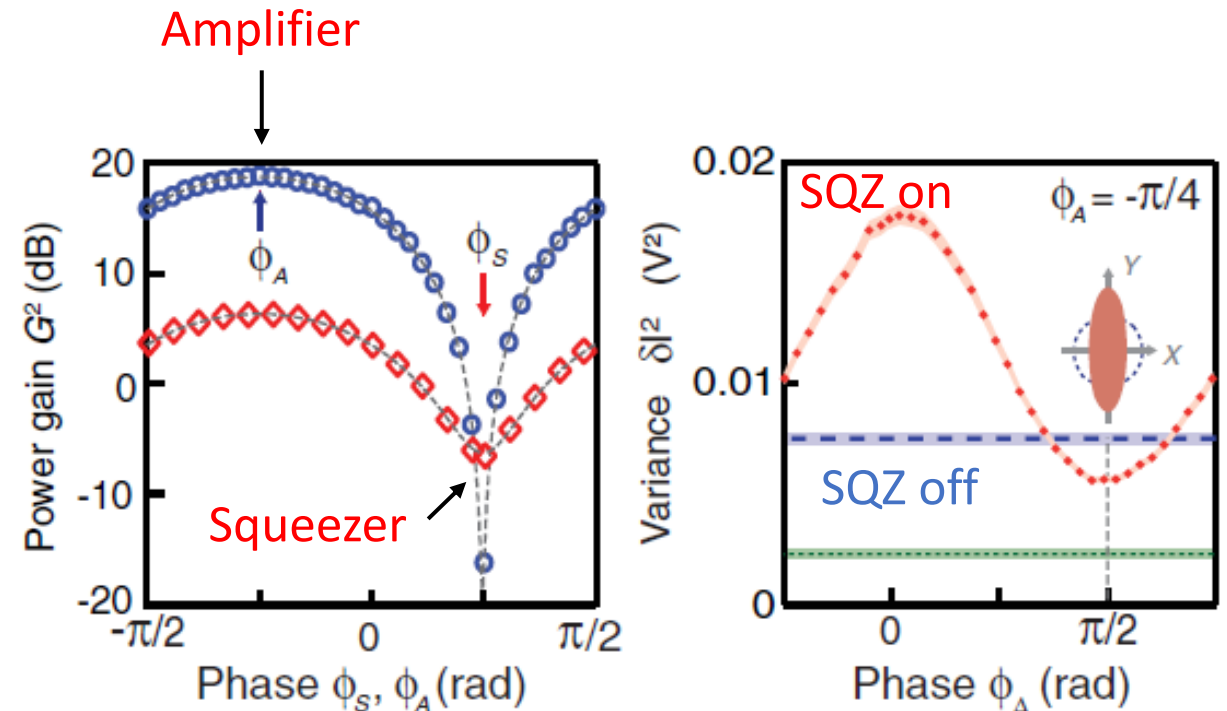 Amplifier
20
10
0
-10
-20
Power gain G² (dB)
ϕA
ϕS
Squeezer
-π/2
0
π/2
Phase ϕS, ϕA (rad)
0.02
0.01
0
Variance δI² (V²)
SQZ on
ϕA = -π/4
Y
X
SQZ off
0
π/2
Phase ϕA (rad)